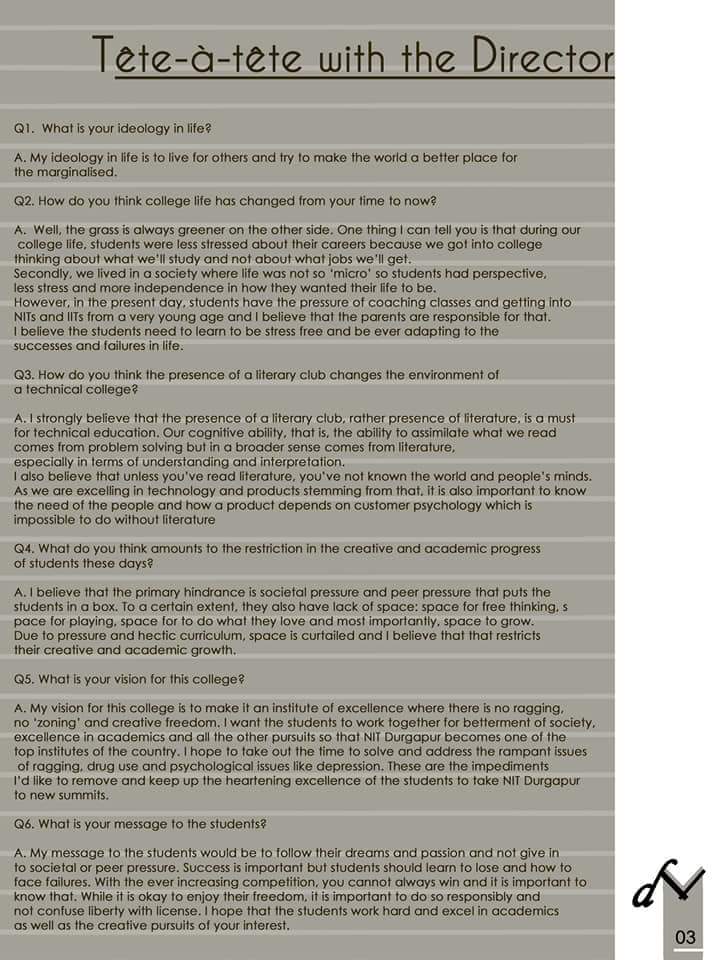 Tête-à-tête with the Director
Q1.  What is your ideology in life?
A. My ideology in life is to live for others and try to make the world a better place for
the marginalised.
Q2. How do you think college life has changed from your time to now?
A.  Well, the grass is always greener on the other side. One thing I can tell you is that during our
college life, students were less stressed about their careers because we got into college
thinking about what we'll study and not about what jobs we'll get.
Secondly, we lived in a society where life was not so 'micro' so students had perspective,
less stress and more independence in how they wanted their life to be.
However, in the present day, students have the pressure of coaching classes and getting into
NITs and IITs from a very young age and I believe that the parents are responsible for that.
I believe the students need to learn to be stress free and be ever adapting to the
successes and failures in life.
Q3. How do you think the presence of a literary club changes the environment of
a technical college?
A. I strongly believe that the presence of a literary club, rather presence of literature, is a must
for technical education. Our cognitive ability, that is, the ability to assimilate what we read
comes from problem solving but in a broader sense comes from literature,
especially in terms of understanding and interpretation.
I also believe that unless you've read literature, you've not known the world and people's minds.
As we are excelling in technology and products stemming from that, it is also important to know
the need of the people and how a product depends on customer psychology which is
impossible to do without literature
Q4. What do you think amounts to the restriction in the creative and academic progress
of students these days?
A. I believe that the primary hindrance is societal pressure and peer pressure that puts the
students in a box. To a certain extent, they also have lack of space: space for free thinking, s
pace for playing, space for to do what they love and most importantly, space to grow.
Due to pressure and hectic curriculum, space is curtailed and I believe that that restricts
their creative and academic growth.
Q5. What is your vision for this college?
A. My vision for this college is to make it an institute of excellence where there is no ragging,
no 'zoning' and creative freedom. I want the students to work together for betterment of society,
excellence in academics and all the other pursuits so that NIT Durgapur becomes one of the
top institutes of the country. I hope to take out the time to solve and address the rampant issues
of ragging, drug use and psychological issues like depression. These are the impediments
I'd like to remove and keep up the heartening excellence of the students to take NIT Durgapur
to new summits.
Q6. What is your message to the students?
A. My message to the students would be to follow their dreams and passion and not give in
to societal or peer pressure. Success is important but students should learn to lose and how to
face failures. With the ever increasing competition, you cannot always win and it is important to
know that. While it is okay to enjoy their freedom, it is important to do so responsibly and
not confuse liberty with license. I hope that the students work hard and excel in academics
as well as the creative pursuits of your interest.
03